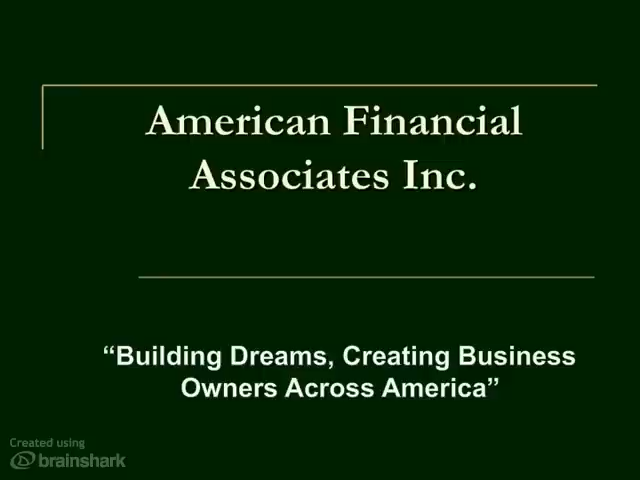 American Financial
Associates Inc.
“Building Dreams, Creating Business
Owners Across America”
Created using
brainshark